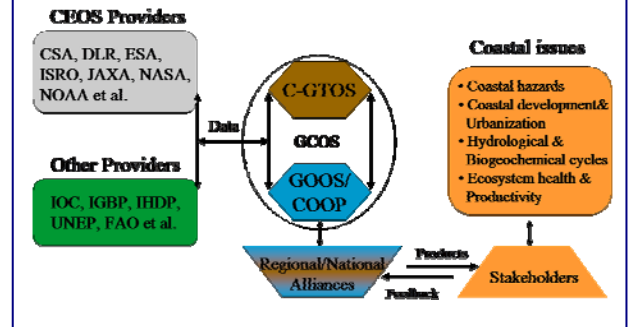 CEOS Providers
CSA, DLR, ESA,
ISRO, JAXA, NASA,
NOAA et al.
Other Providers
IOC, IGBP, IHDP,
UNEP, FAO et al.
Data
C-GTOS
GCOS
GOOS/
COOP
Regional/National
Alliances
Products
Feedback
Coastal issues
• Coastal hazards
• Coastal development&
Urbanization
• Hydrological &
Biogeochemical cycles
• Ecosystem health &
Productivity
Stakeholders